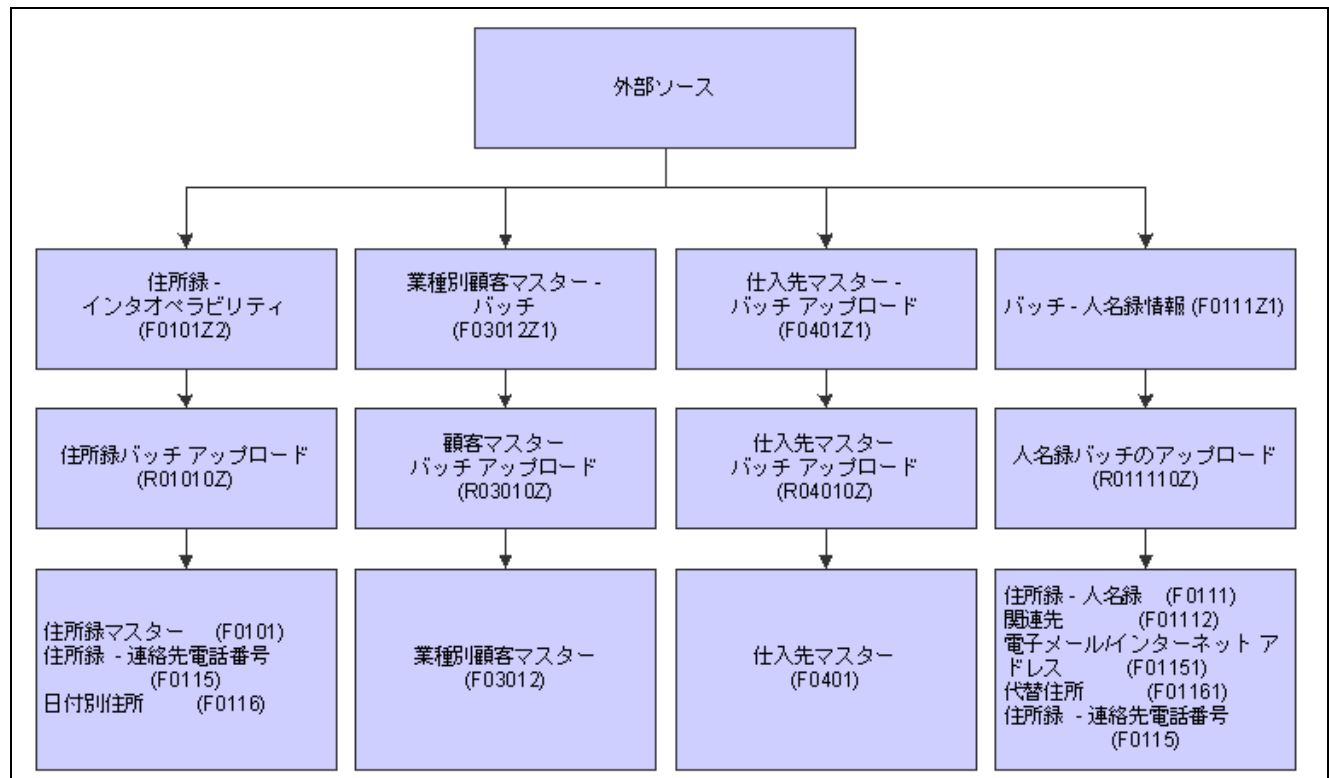 外部ソース
住所録 -
インタオペラビリティ
(F0101Z2)
業種別顧客マスター -
バッチ
(F03012Z1)
仕入先マスター -
バッチ アップロード
(F0401Z1)
バッチ - 人名録情報 (F0111Z1)
住所録バッチ アップロード
(R01010Z)
顧客マスター
バッチ アップロード
(R03010Z)
仕入先マスター
バッチ アップロード
(R04010Z)
人名録バッチのアップロード
(R011110Z)
住所録マスター (F0101)
住所録 - 連絡先電話番号
(F0115)
日付別住所 (F0116)
業種別顧客マスター
(F03012)
仕入先マスター
(F0401)
住所録 - 人名録 (F0111)
関連先 (F01112)
電子メール/インターネット ア
ドレス (F01151)
代替住所 (F01161)
住所録 - 連絡先電話番号
(F0115)